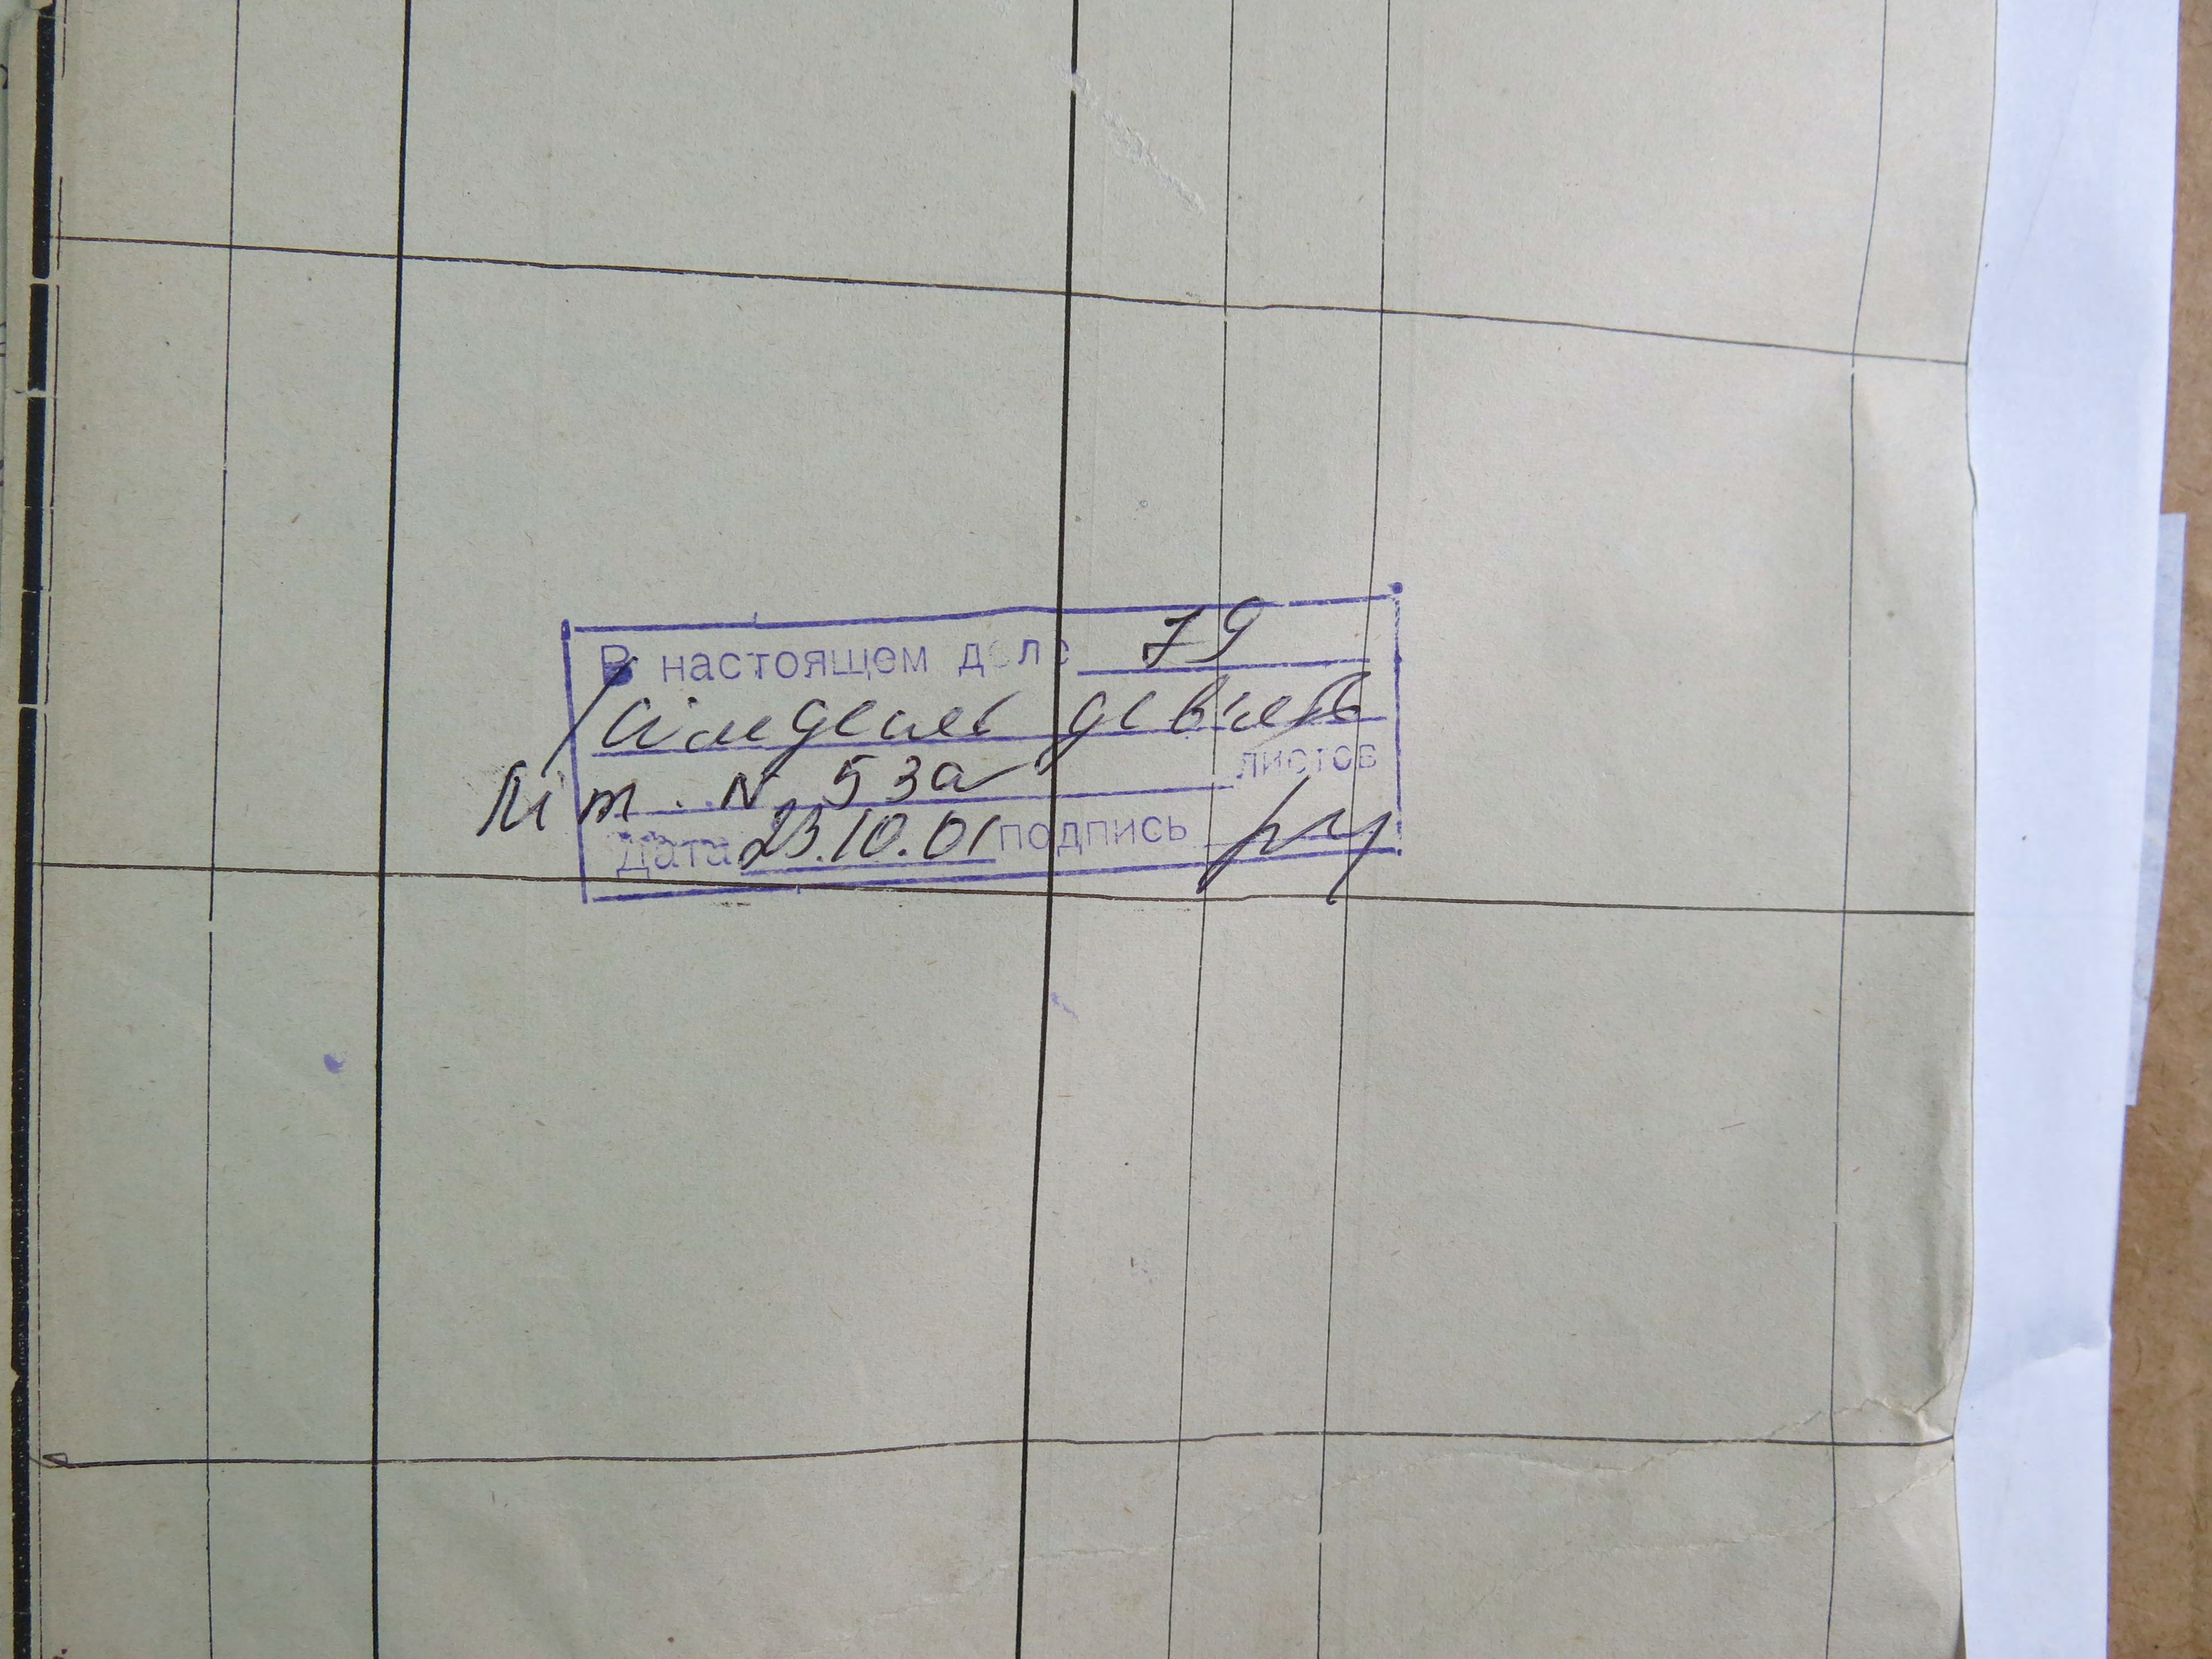 В настоящем деле 79
/семьдесят девять/
лит. N 53а листов
Дата 23.10.01 подпись